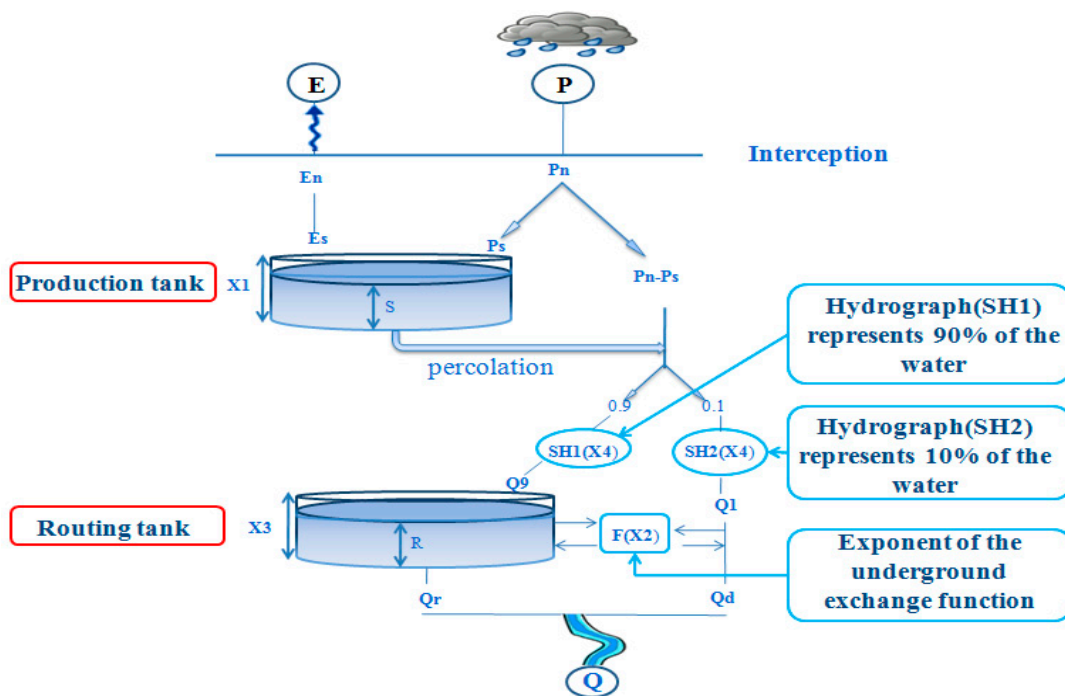 E
P
Interception
En
Pn
Es
Ps
Pn-Ps
Production tank
X1
S
percolation
Hydrograph(SH1)
represents 90% of the
water
0.9
0.1
SH1(X4)
SH2(X4)
Hydrograph(SH2)
represents 10% of the
water
Q9
Q1
Routing tank
X3
R
F(X2)
Exponent of the
underground
exchange function
Qr
Qd
Q